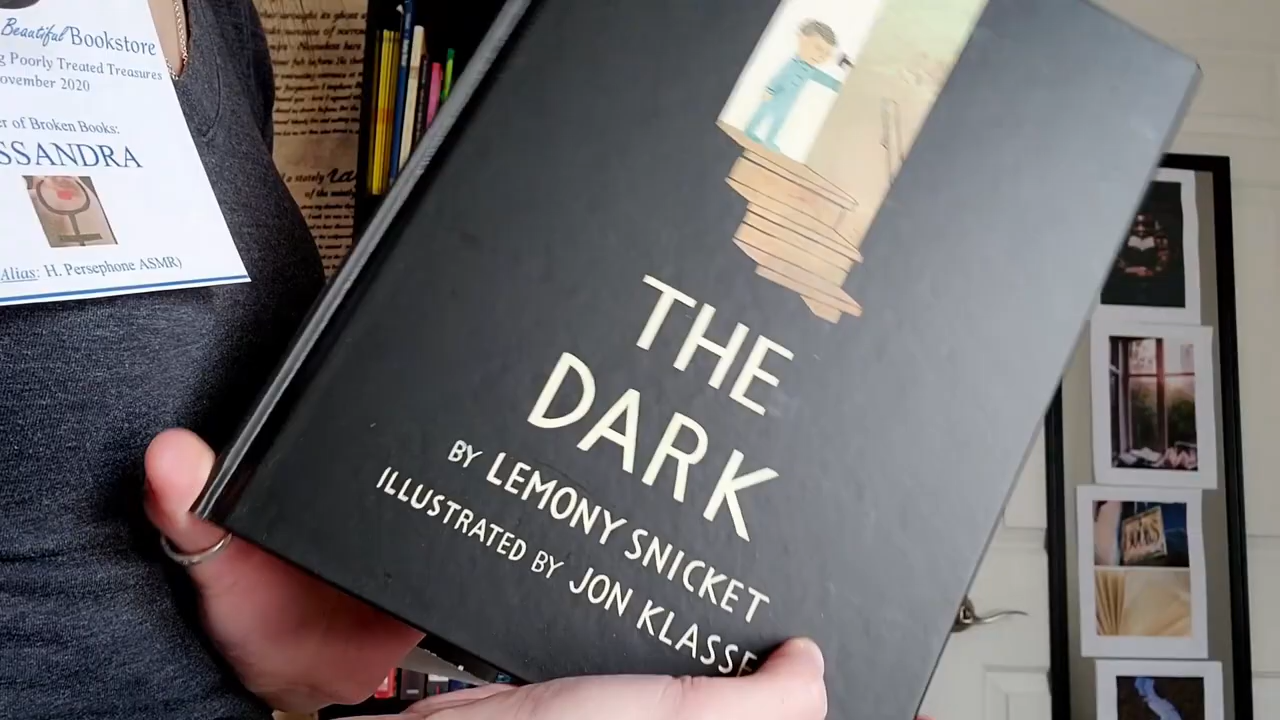 Beautiful Bookstore
g Poorly Treated Treasures
ovember 2020
er of Broken Books:
SSANDRA
Alias: H. Persephone ASMR)
THE
DARK
BY LEMONY SNICKET
ILLUSTRATED BY JON KLASSE